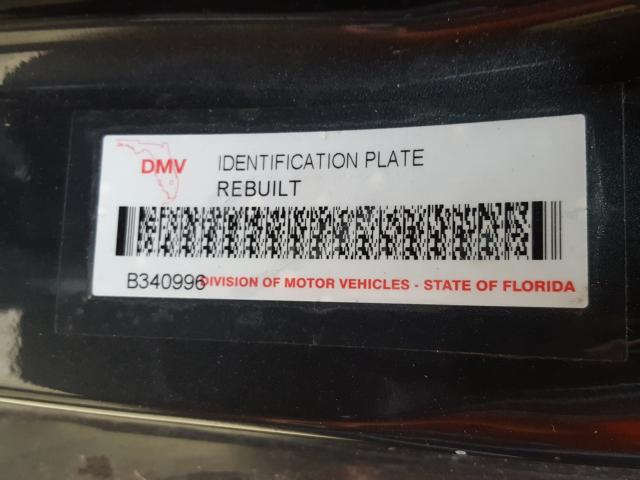 DMV
IDENTIFICATION PLATE
REBUILT
B340996
DIVISION OF MOTOR VEHICLES - STATE OF FLORIDA